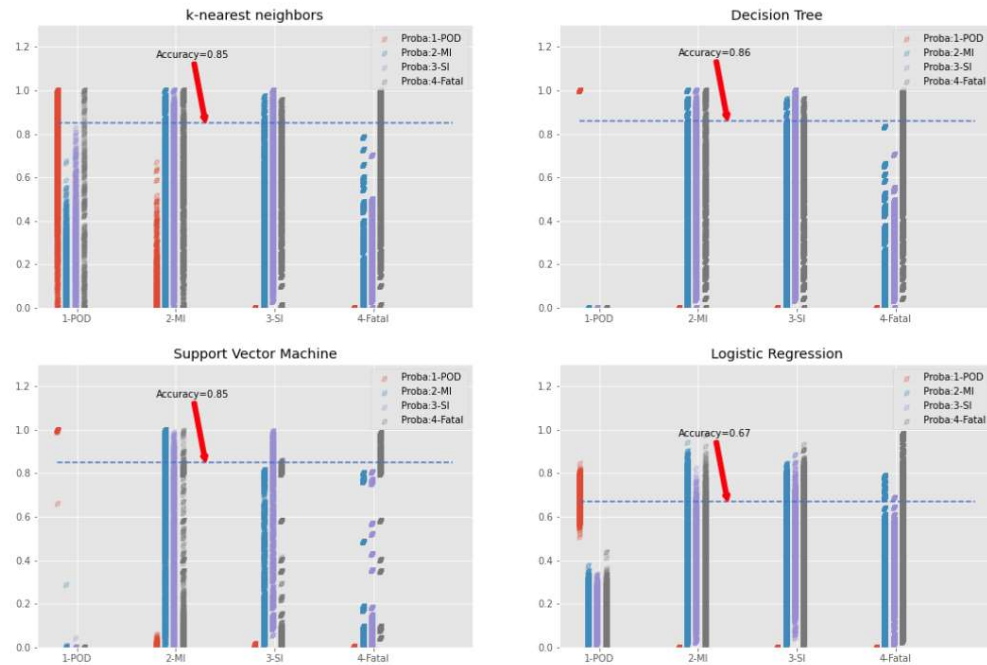 k-nearest neighbors
1.2
1.0
0.8
0.6
0.4
0.2
0.0
Accuracy=0.85
Proba:1-POD
Proba:2-MI
Proba:3-SI
Proba:4-Fatal
1-POD 2-MI 3-SI 4-Fatal
Decision Tree
1.2
1.0
0.8
0.6
0.4
0.2
0.0
Accuracy=0.86
Proba:1-POD
Proba:2-MI
Proba:3-SI
Proba:4-Fatal
1-POD 2-MI 3-SI 4-Fatal
Support Vector Machine
1.2
1.0
0.8
0.6
0.4
0.2
0.0
Accuracy=0.85
Proba:1-POD
Proba:2-MI
Proba:3-SI
Proba:4-Fatal
1-POD 2-MI 3-SI 4-Fatal
Logistic Regression
1.2
1.0
0.8
0.6
0.4
0.2
0.0
Accuracy=0.67
Proba:1-POD
Proba:2-MI
Proba:3-SI
Proba:4-Fatal
1-POD 2-MI 3-SI 4-Fatal